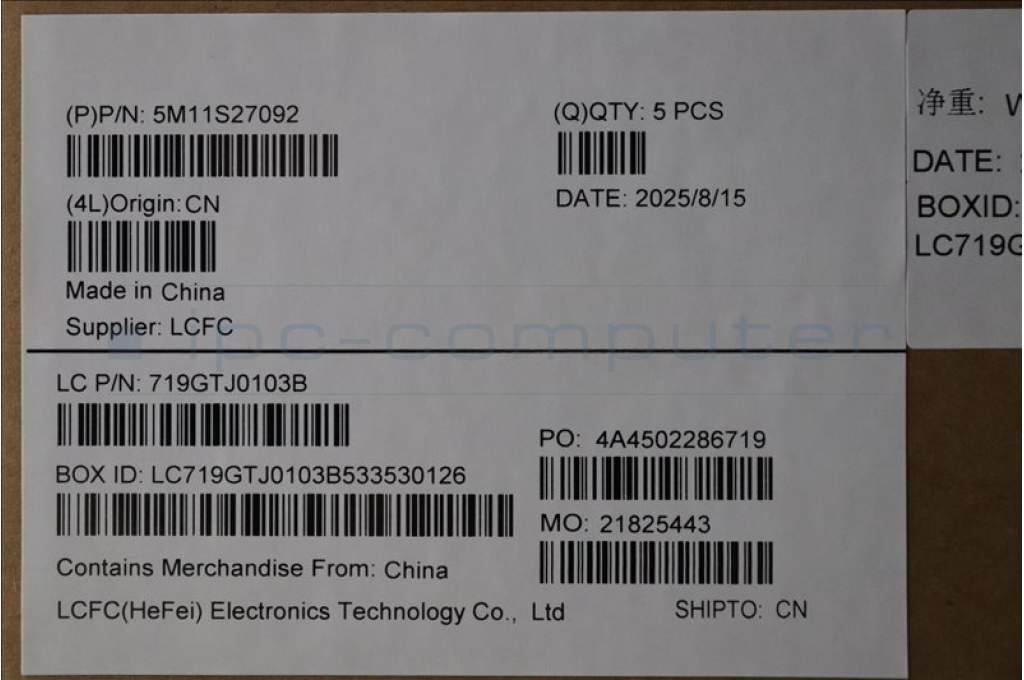 (P)P/N: 5M11S27092
(Q)QTY: 5 PCS
(4L)Origin: CN
DATE: 2025/8/15
Made in China
Supplier: LCFC
ipc-computer
LC P/N: 719GTJ0103B
PO: 4A4502286719
BOX ID: LC719GTJ0103B533530126
MO: 21825443
Contains Merchandise From: China
LCFC(HeFei) Electronics Technology Co., Ltd
SHIPTO: CN
净重:
DATE:
BOXID:
LC719G